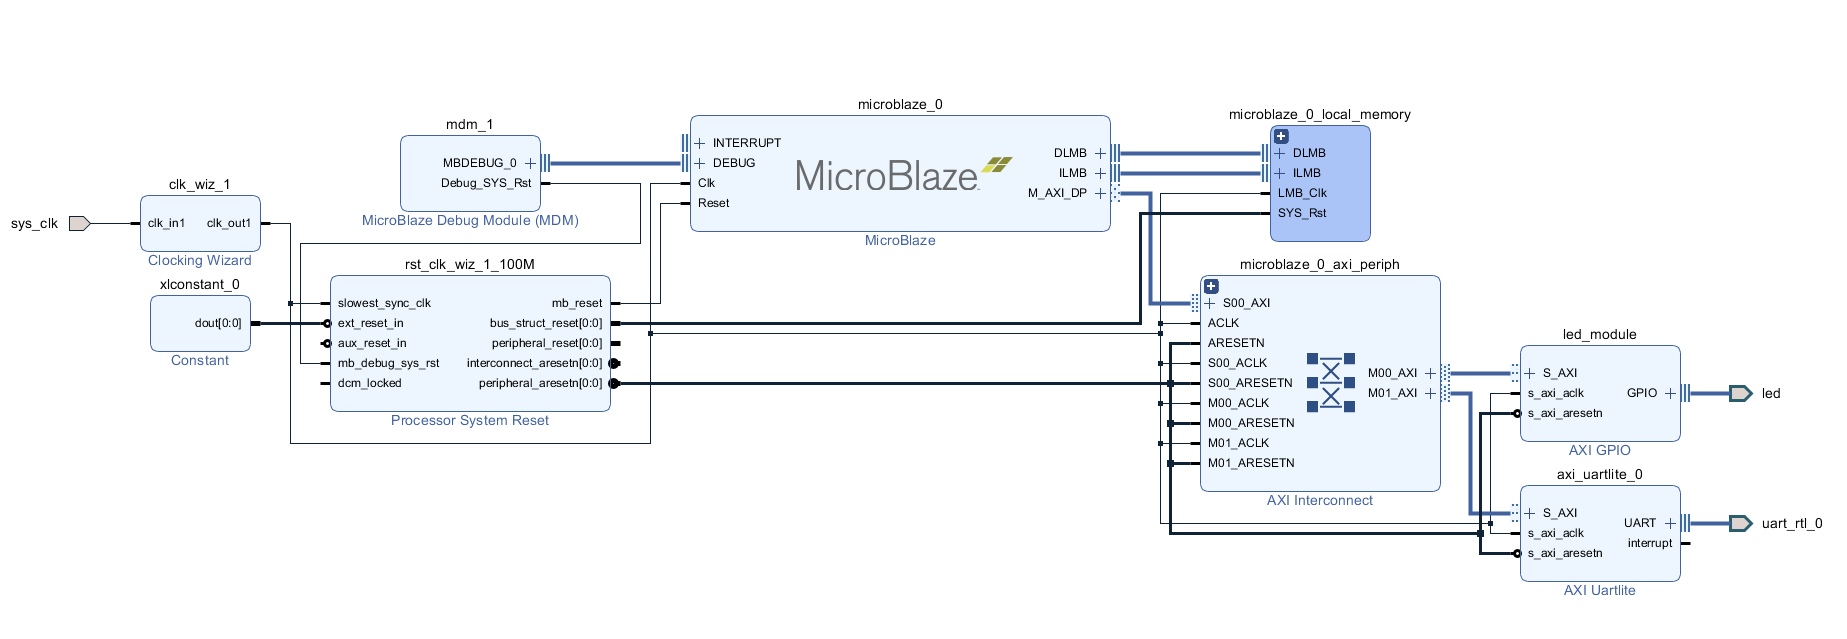 sys_clk
clk_wiz_1
clk_in1
clk_out1
Clocking Wizard
xlconstant_0
dout[0:0]
Constant
mdm_1
MBDEBUG_0
Debug_SYS_Rst
MicroBlaze Debug Module (MDM)
rst_clk_wiz_1_100M
slowest_sync_clk
ext_reset_in
aux_reset_in
mb_debug_sys_rst
dcm_locked
mb_reset
bus_struct_reset[0:0]
peripheral_reset[0:0]
interconnect_aresetn[0:0]
peripheral_aresetn[0:0]
Processor System Reset
microblaze_0
INTERRUPT
DEBUG
Clk
Reset
MicroBlaze
DLMB
ILMB
M_AXI_DP
MicroBlaze
microblaze_0_local_memory
DLMB
ILMB
LMB_Clk
SYS_Rst
microblaze_0_axi_periph
S00_AXI
ACLK
ARESETN
S00_ACLK
S00_ARESETN
M00_ACLK
M00_ARESETN
M01_ACLK
M01_ARESETN
M00_AXI
M01_AXI
AXI Interconnect
led_module
S_AXI
s_axi_aclk
s_axi_aresetn
GPIO
AXI GPIO
led
axi_uartlite_0
S_AXI
s_axi_aclk
s_axi_aresetn
UART
interrupt
AXI Uartlite
uart_rtl_0